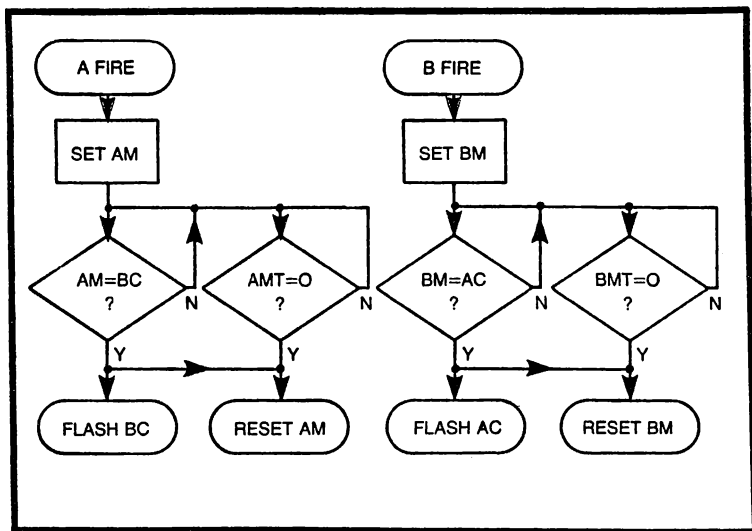 A FIRE
SET AM
AM=BC
?
N
Y
AMT=O
?
N
Y
FLASH BC
RESET AM
B FIRE
SET BM
BM=AC
?
N
Y
BMT=O
?
N
Y
FLASH AC
RESET BM